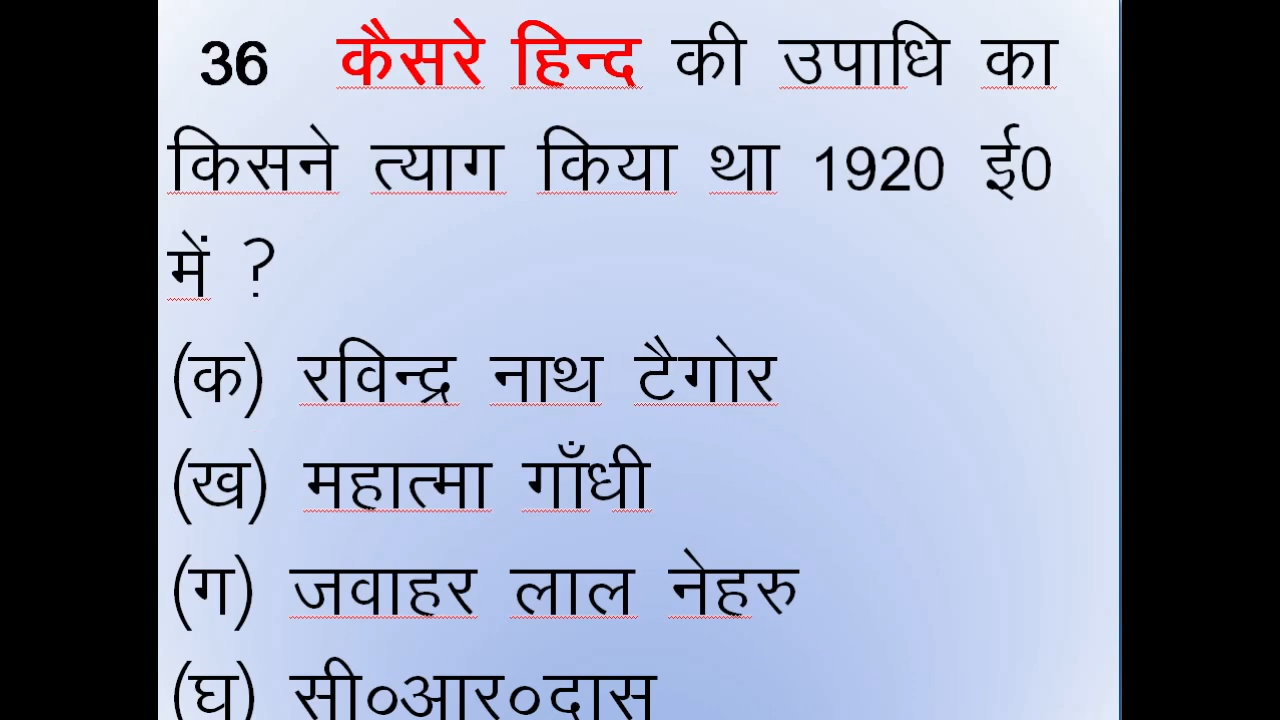 36 कैसरे हिन्द की उपाधि का
किसने त्याग किया था 1920 ई0
में ?
(क) रविन्द्र नाथ टैगोर
(ख) महात्मा गाँधी
(ग) जवाहर लाल नेहरु
(घ) सी०आर०दास